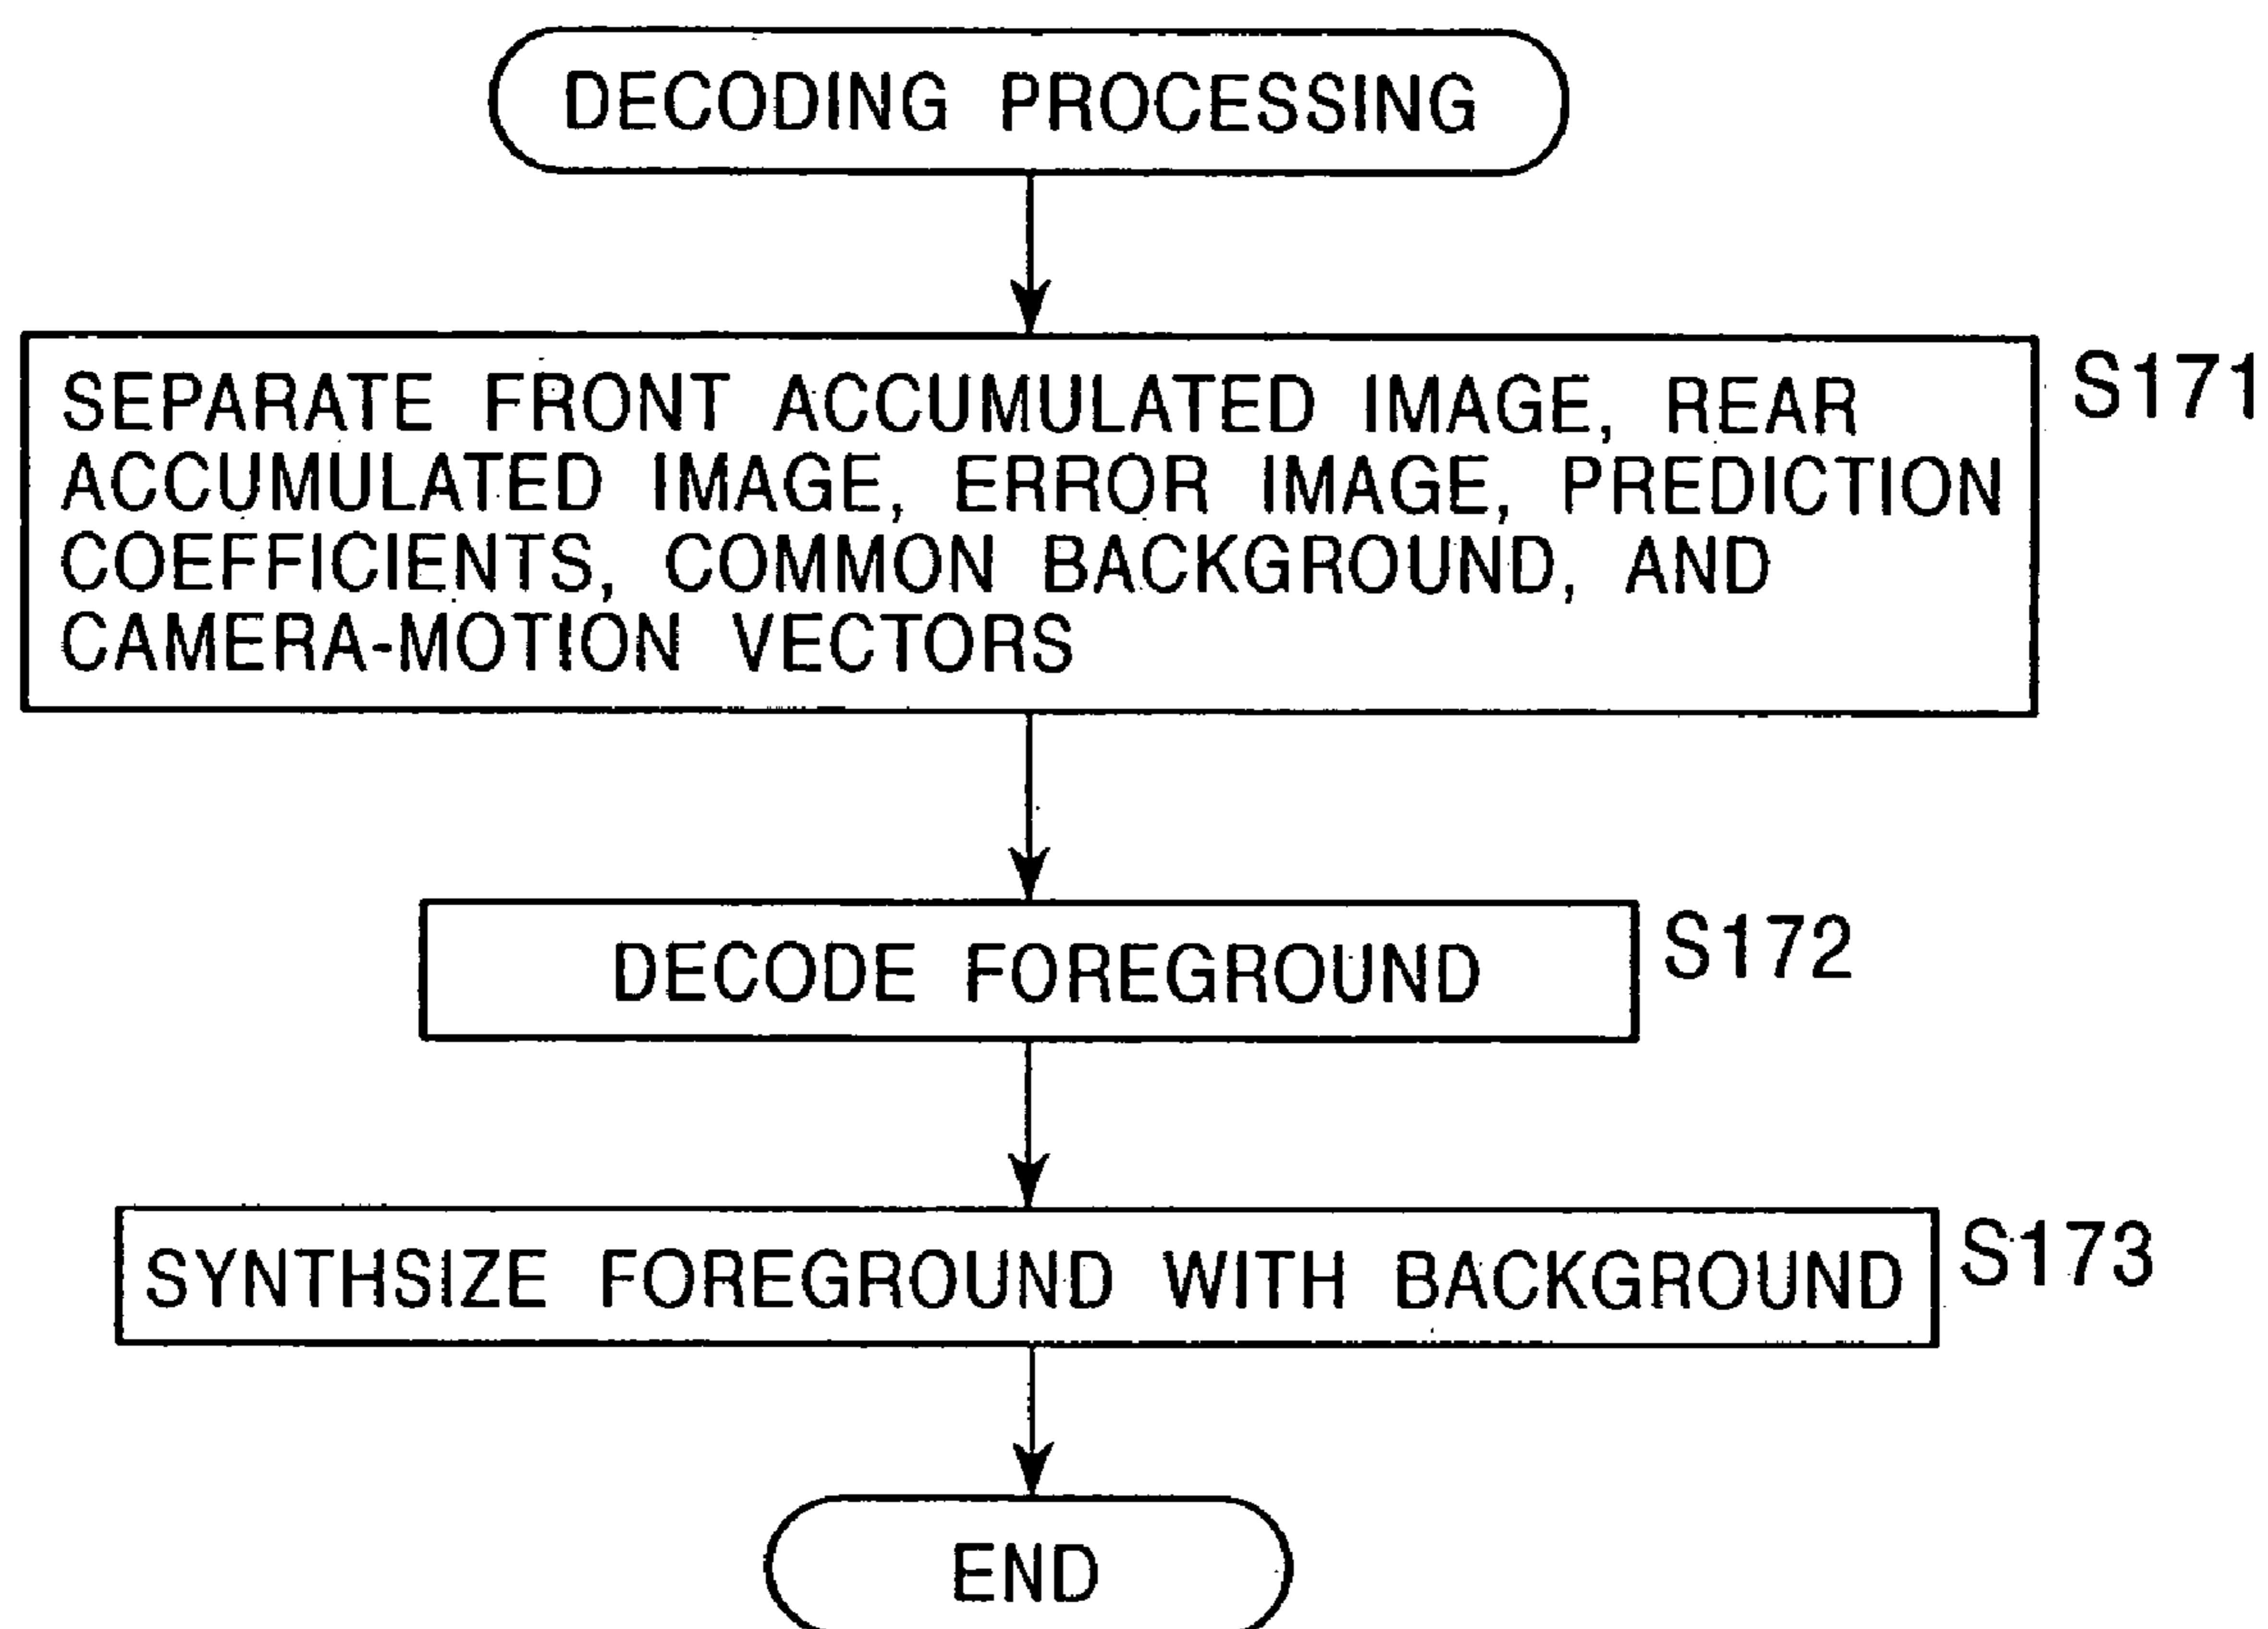 DECODING PROCESSING
SEPARATE FRONT ACCUMULATED IMAGE, REAR
ACCUMULATED IMAGE, ERROR IMAGE, PREDICTION
COEFFICIENTS, COMMON BACKGROUND, AND
CAMERA-MOTION VECTORS
S171
DECODE FOREGROUND
S172
SYNTHSIZE FOREGROUND WITH BACKGROUND
S173
END